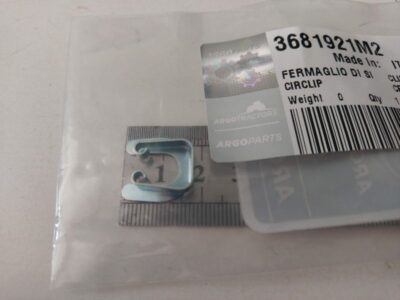 3681921M2
Made In: IT
FERMAGLIO DI SI
CIRCLIP
Weight 0 Qty 1
ARGOTRACTORS
ARGOPARTS
1 2